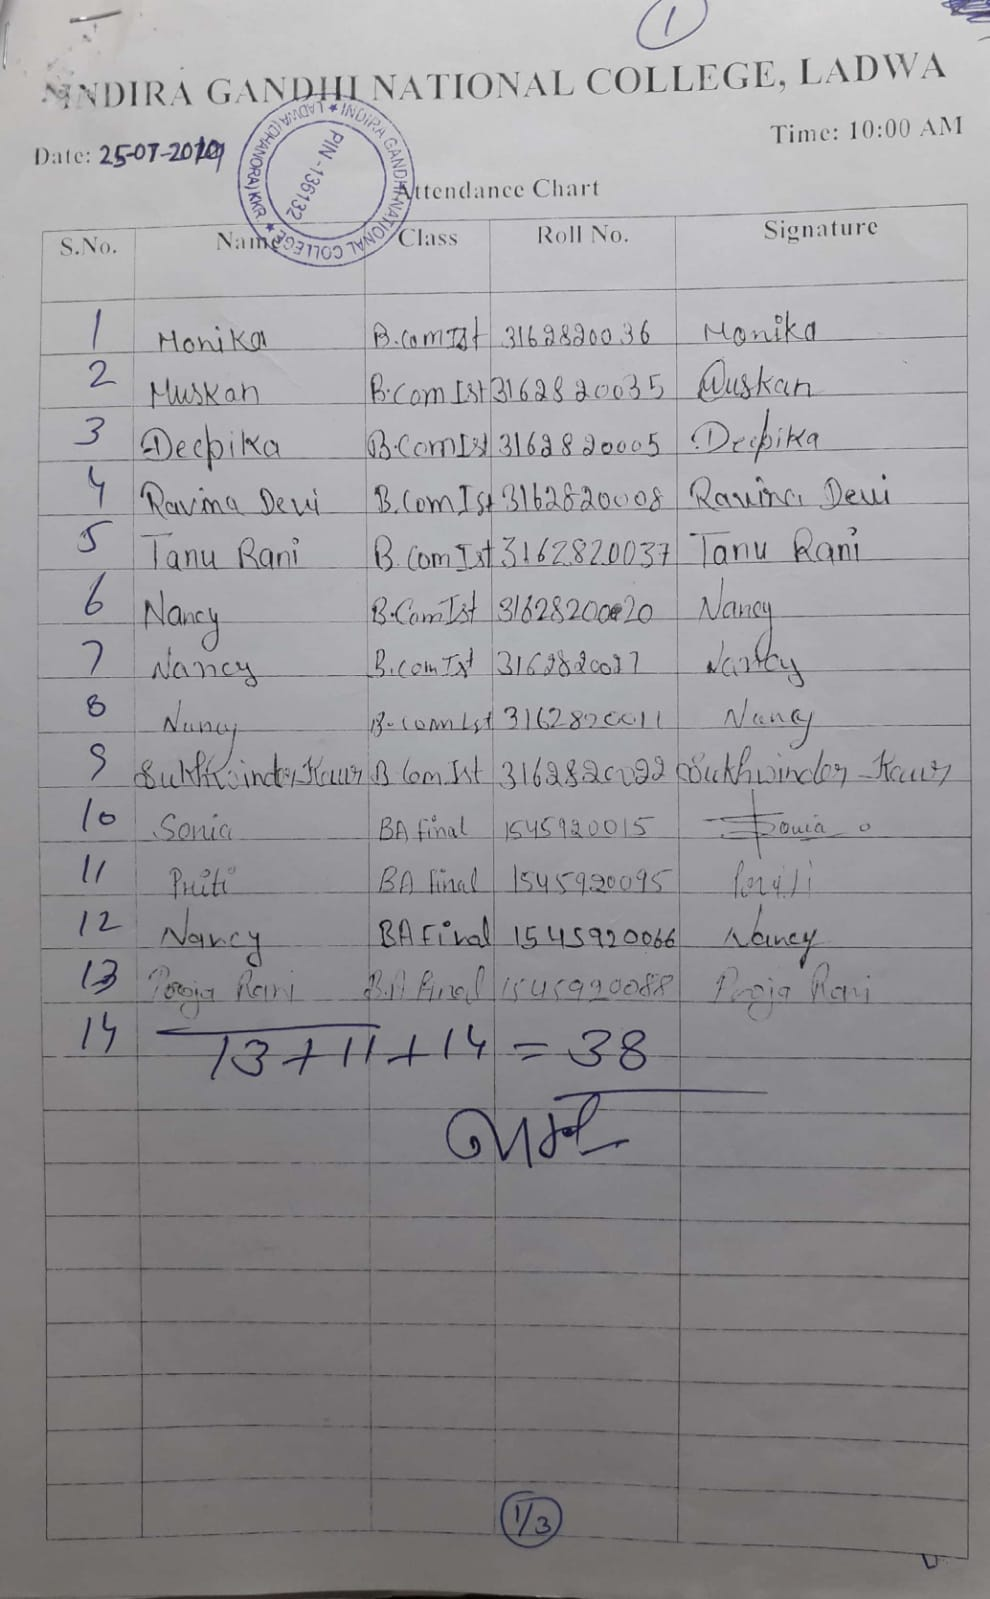 1
INDIRA GANDHI NATIONAL COLLEGE, LADWA
Time: 10:00 AM
Date: 25-07-2019
INDIRA GANDHI NATIONAL COLLEGE ★ LADWA (DHANORA) KKR ★
PIN - 136132
Attendance Chart
S.No. Name Class Roll No. Signature
1 Monika B.com Ist 3162820036 Monika
2 Muskan B.Com Ist 3162820035 Muskan
3 Deepika B.Com Ist 3162820005 Deepika
4 Ravina Devi B.Com Ist 3162820008 Ravina Devi
5 Tanu Rani B.Com Ist 3162820037 Tanu Rani
6 Nancy B.Com Ist 3162820020 Nancy
7 Nancy B.com Ist Nancy
8 Nancy B.com Ist 3162820011 Nancy
9 Sukhwinder Kaur B Com Ist 3162820022 Sukhwinder Kaur
10 Sonia BA final 1545920015 Sonia
11 Priti BA final 1545920095 Priti
12 Nancy BA Final 1545920066 Nancy
13 Pooja Rani B.A Final 1545920088 Pooja Rani
14 13 + 11 + 14 = 38
1/3